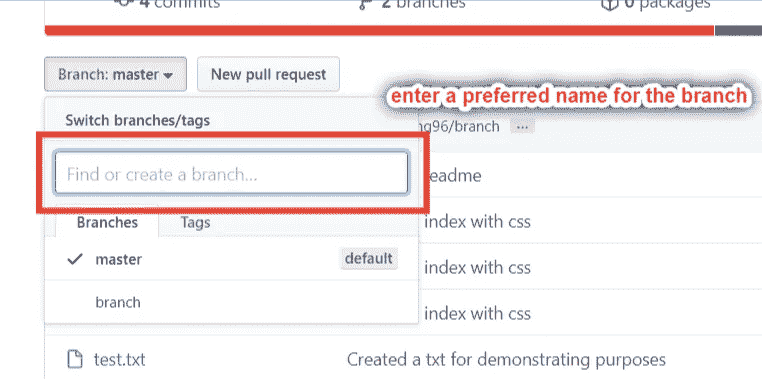 4 commits
2 branches
0 packages
Branch: master
New pull request
enter a preferred name for the branch
Switch branches/tags
ng96/branch ...
Find or create a branch...
eadme
Branches
Tags
index with css
master
default
index with css
branch
index with css
test.txt
Created a txt for demonstrating purposes